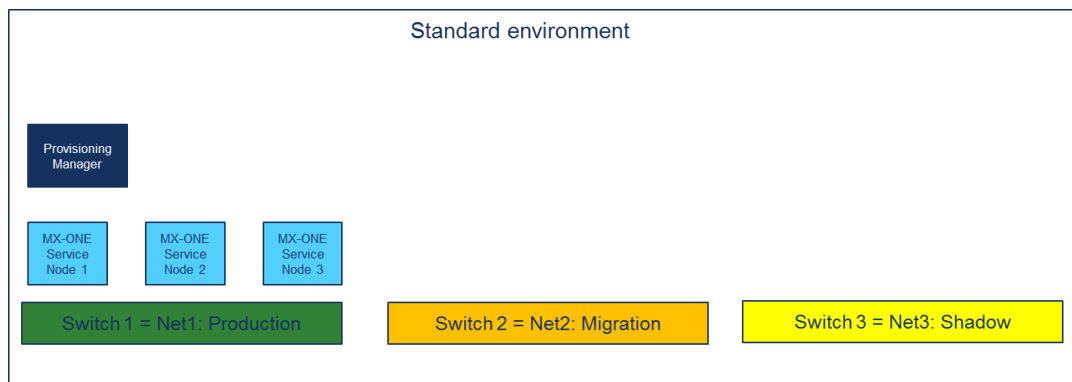 Standard environment
Provisioning
Manager
MX-ONE
Service
Node 1
MX-ONE
Service
Node 2
MX-ONE
Service
Node 3
Switch 1 = Net1: Production
Switch 2 = Net2: Migration
Switch 3 = Net3: Shadow